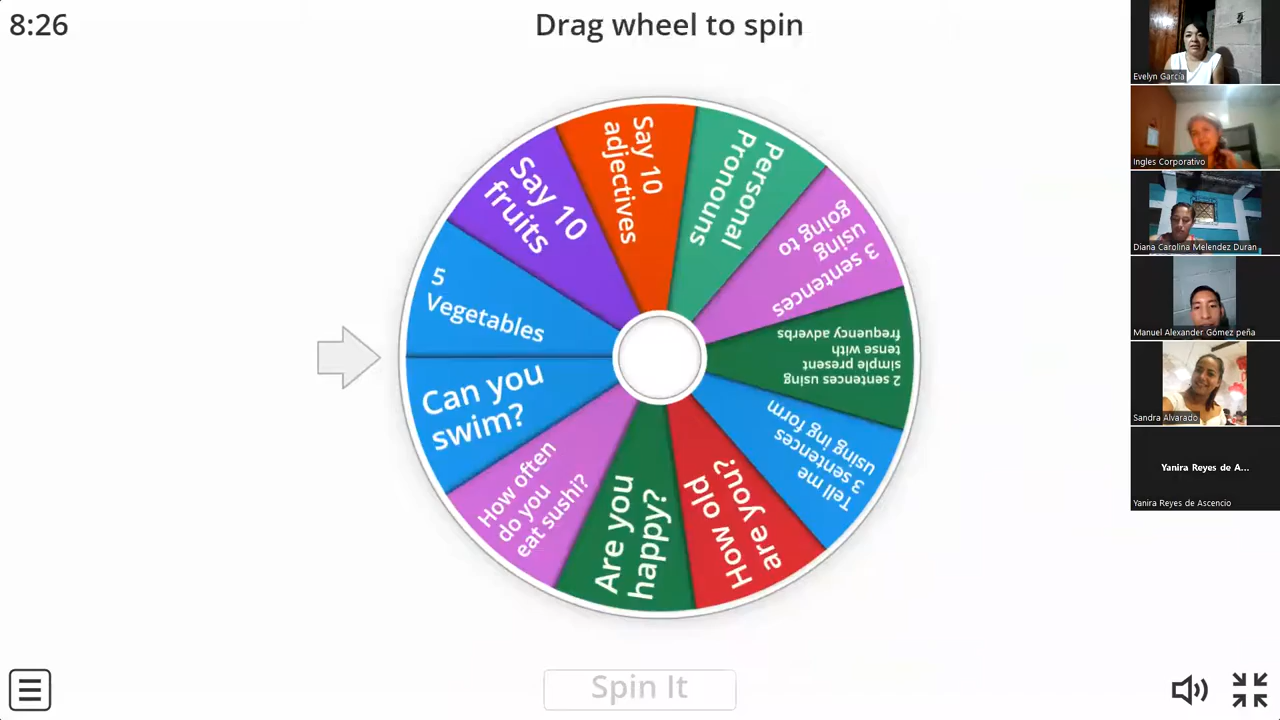 8:26
Drag wheel to spin
Say 10
adjectives
Personal
Pronouns
3 sentences
using
going to
2 sentences using
simple present
tense with
frequency adverbs
Tell me
3 sentences
using ing form
How old
are you?
Are you
happy?
How often
do you
eat sushi?
Can you
swim?
5
Vegetables
Say 10
fruits
Spin It
Evelyn García
Ingles Corporativo
Diana Carolina Melendez Duran
Manuel Alexander Gómez peña
Sandra Alvarado
Yanira Reyes de A...
Yanira Reyes de Ascencio